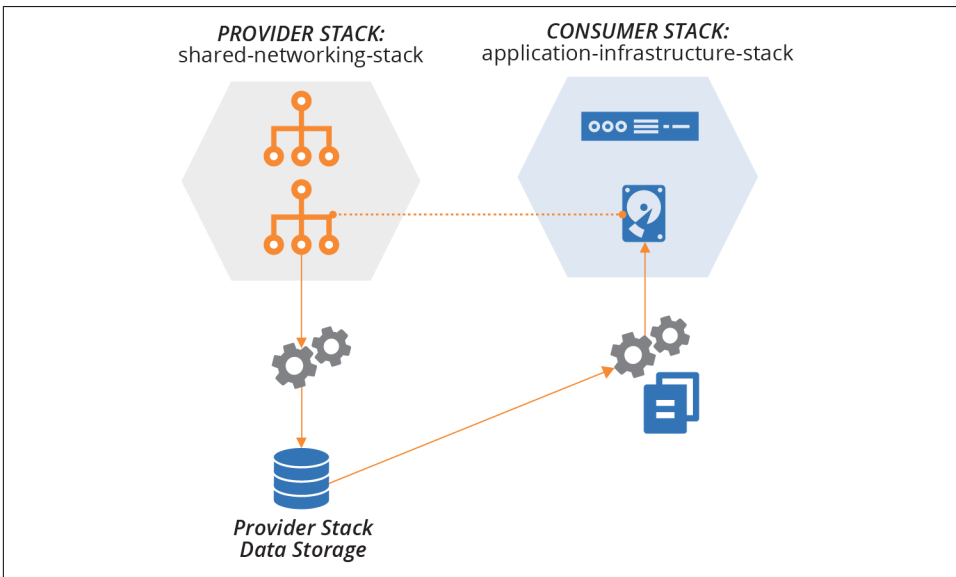 PROVIDER STACK:
shared-networking-stack
CONSUMER STACK:
application-infrastructure-stack
Provider Stack
Data Storage